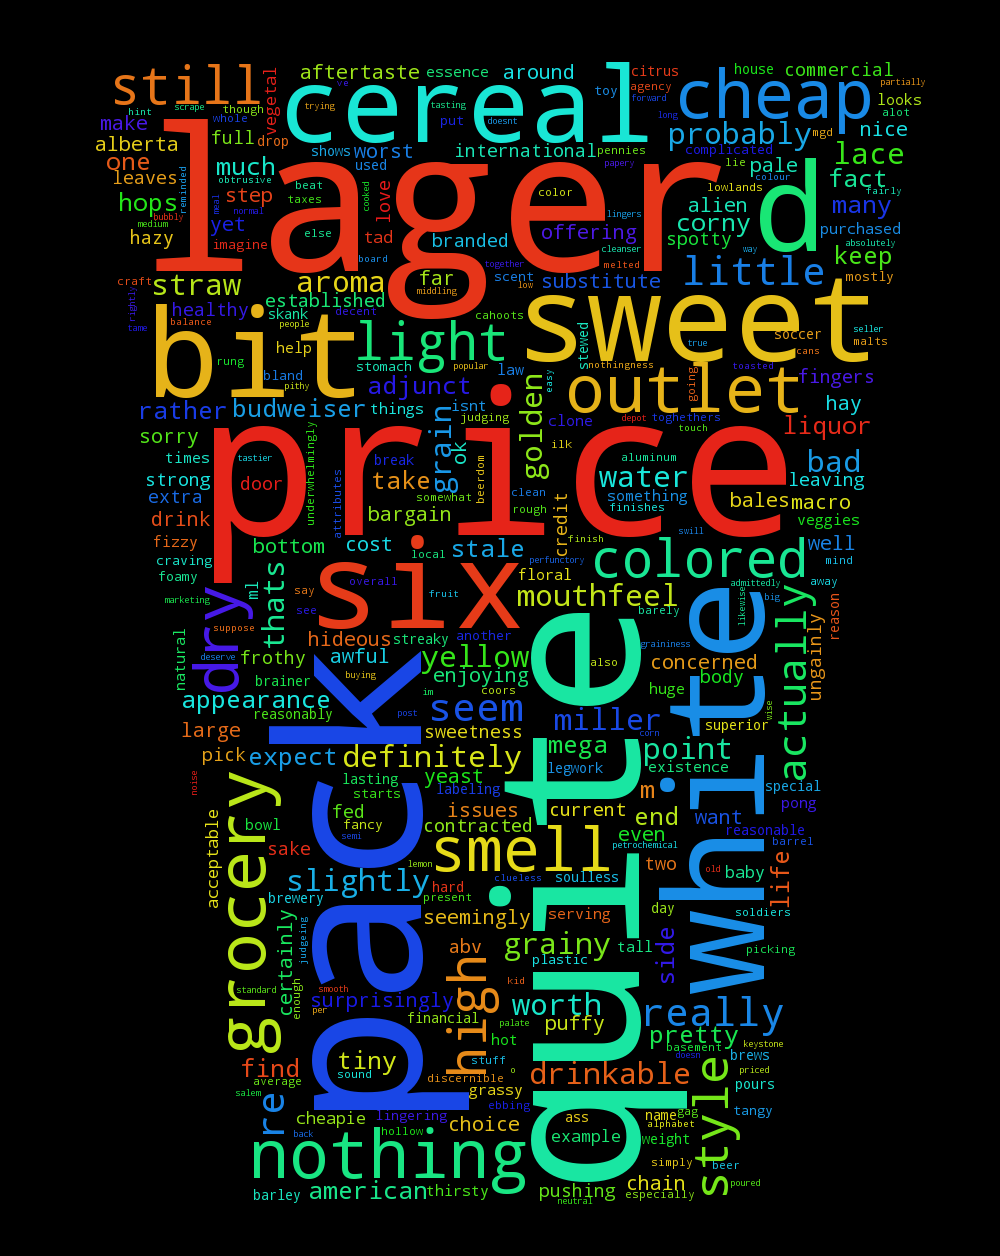 still
aftertaste
essence
around
citrus
house
commercial
partially
cereal
cheap
toy
agency
forward
long
looks
alot
hint
scrape
though
vegetal
trying
ve
tasting
doesnt
put
make
whole
full
drop
shows
worst
used
international
pennies
papery
probably
complicated
mgd
nice
lace
alberta
one
much
obtrusive
lager
d
lie
pale
fact
colour
fairly
leaves
hops
reminded
step
beat
taxes
cooked
love
color
lowlands
alien
many
medium
bubbly
meal
normal
yet
imagine
else
tad
branded
offering
lingers
cleanser
corny
spotty
way
purchased
absolutely
hazy
board
together
keep
craft
straw
aroma
far
middling
scent
low
melted
substitute
little
mostly
rightly
tame
healthy
established
skank
decent
cahoots
sweet
balance
people
bit
light
help
stewed
true
soccer
cans
seller
malts
rung
bland
pithy
stomach
popular
law
easy
nothingness
going
toasted
outlet
adjunct
fingers
rather
budweiser
things
isnt
judging
golden
clone
toghethers
depot
touch
hay
liquor
sorry
underwhelmingly
price
grain
ok
ilk
times
tastier
break
beerdom
aluminum
water
bad
strong
door
attributes
take
somewhat
clean
something
leaving
extra
bargain
rough
finishes
bales
macro
drink
credit
swill
veggies
fizzy
bottom
cost
local
stale
finish
perfunctory
colored
well
craving
mind
foamy
thats
ml
six
floral
overall
fruit
admittedly
away
marketing
say
see
mouthfeel
barely
likewise
big
reason
dry
suppose
hideous
streaky
another
graininess
actually
ungainly
natural
deserve
frothy
awful
yellow
also
concerned
brainer
buying
enjoying
im
coors
quite
white
body
huge
appearance
reasonably
pack
post
seem
superior
wise
large
sweetness
miller
corn
pick
expect
definitely
mega
point
noise
lasting
yeast
legwork
existence
starts
labeling
m
special
grocery
fed
issues
current
end
want
pong
acceptable
bowl
fancy
contracted
even
reasonable
semi
smell
petrochemical
barrel
sake
lemon
two
life
old
baby
slightly
hard
clueless
soulless
brewery
present
day
soldiers
certainly
judgeing
seemingly
serving
grainy
tall
side
picking
abv
plastic
standard
enough
smooth
kid
surprisingly
per
high
worth
really
financial
palate
puffy
pretty
keystone
hot
basement
doesn
brews
find
tiny
sound
stuff
o
drinkable
priced
average
discernible
style
pours
salem
grassy
re
ebbing
cheapie
lingering
choice
ass
name
gag
tangy
alphabet
back
hollow
example
weight
nothing
simply
beer
barley
american
thirsty
pushing
neutral
chain
especially
poured